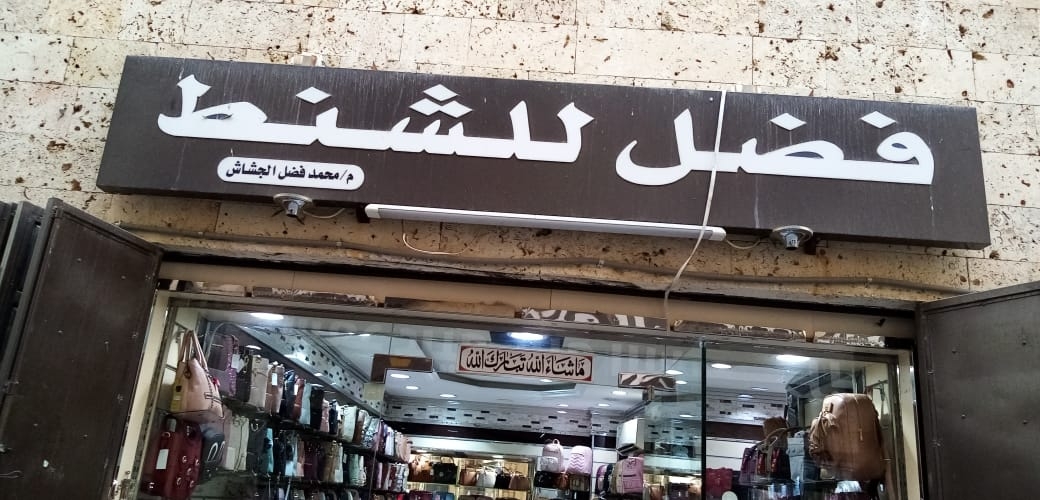 فضل للشنط
م/محمد فضل الجشاش
ماشاء الله تبارك الله